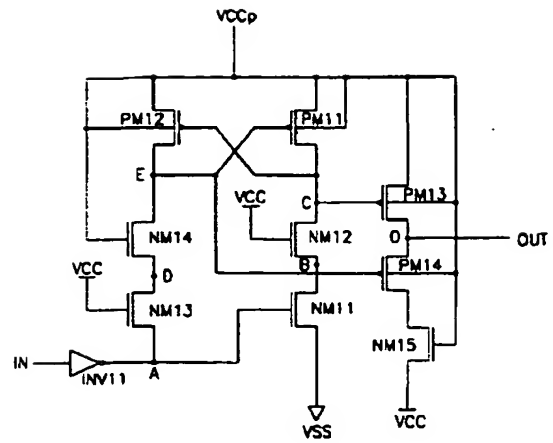 VCCp
PM12
PM11
E
C
VCC
PM13
NM14
NM12
O
OUT
VCC
D
B
PM14
NM13
NM11
IN
INV11
A
NM15
VSS
VCC